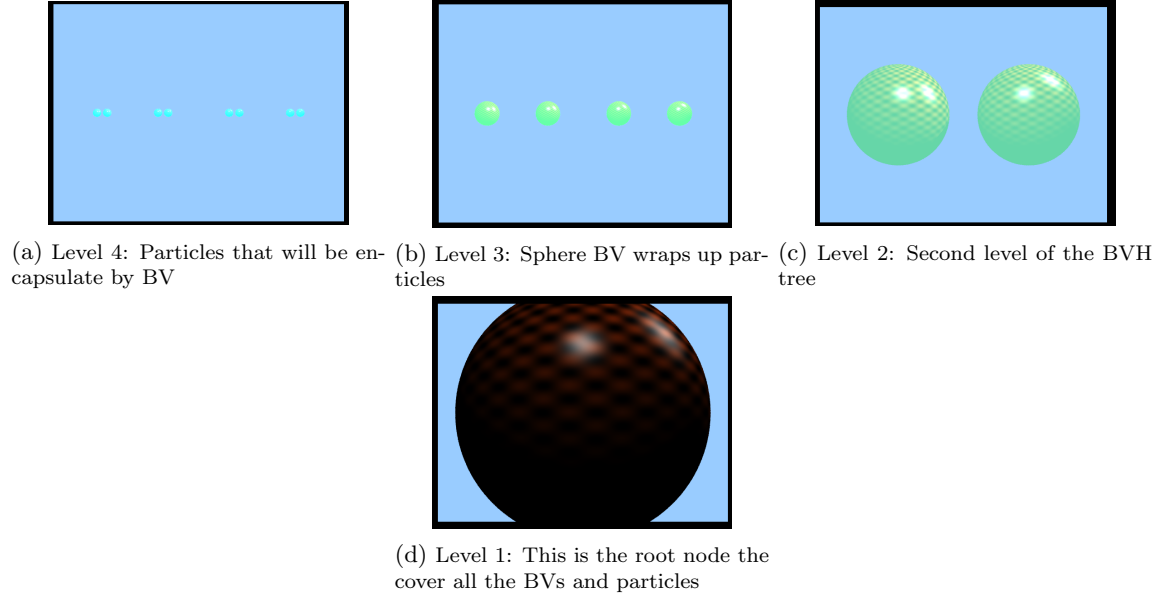 (a) Level 4: Particles that will be en-
capsulate by BV
(b) Level 3: Sphere BV wraps up par-
ticles
(c) Level 2: Second level of the BVH
tree
(d) Level 1: This is the root node the
cover all the BVs and particles